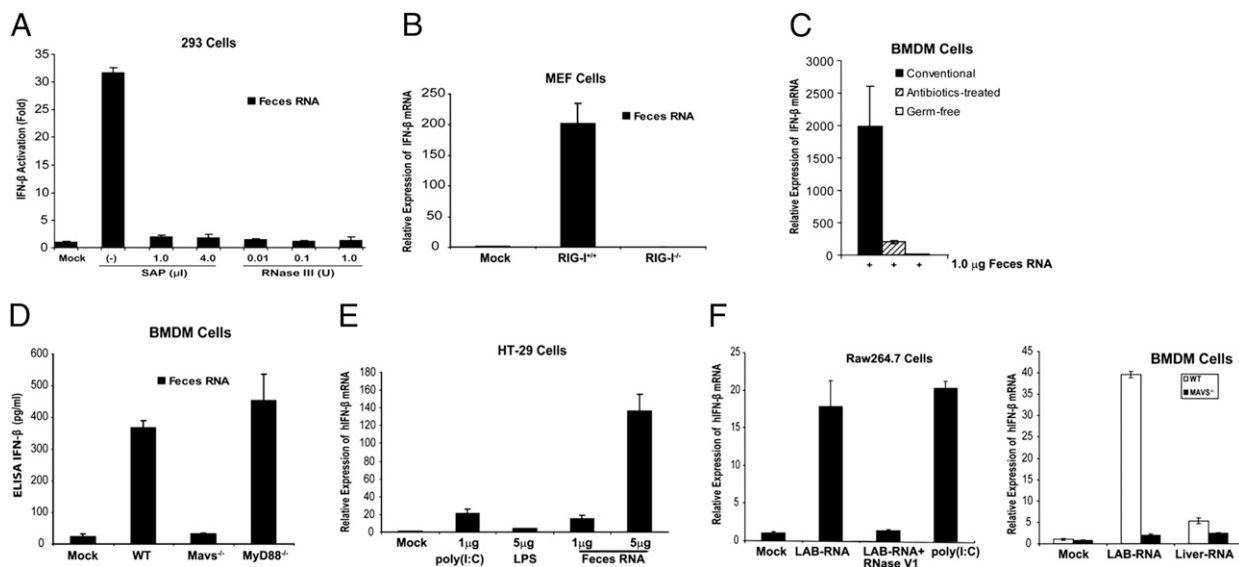 A
293 Cells
IFN-β Activation (Fold)
35
30
25
20
15
10
5
0
Feces RNA
Mock (-) 1.0 4.0 0.01 0.1 1.0
SAP (µl) RNase III (U)
B
MEF Cells
Relative Expression of IFN-β mRNA
250
200
150
100
50
0
Feces RNA
Mock RIG-I+/+ RIG-I-/-
C
BMDM Cells
Relative Expression of IFN-β mRNA
3000
2500
2000
1500
1000
500
0
Conventional
Antibiotics-treated
Germ-free
+ + + 1.0 µg Feces RNA
D
BMDM Cells
ELISA IFN-β (pg/ml)
600
500
400
300
200
100
0
Feces RNA
Mock WT Mavs-/- MyD88-/-
E
HT-29 Cells
Relative Expression of hIFN-β mRNA
180
160
140
120
100
80
60
40
20
0
Mock 1µg 5µg 1µg 5µg
poly(I:C) LPS Feces RNA
F
Raw264.7 Cells
Relative Expression of hIFN-β mRNA
25
20
15
10
5
0
Mock LAB-RNA LAB-RNA+ poly(I:C)
RNase V1
BMDM Cells
Relative Expression of hIFN-β mRNA
45
40
35
30
25
20
15
10
5
0
WT
MAVS-/-
Mock LAB-RNA Liver-RNA